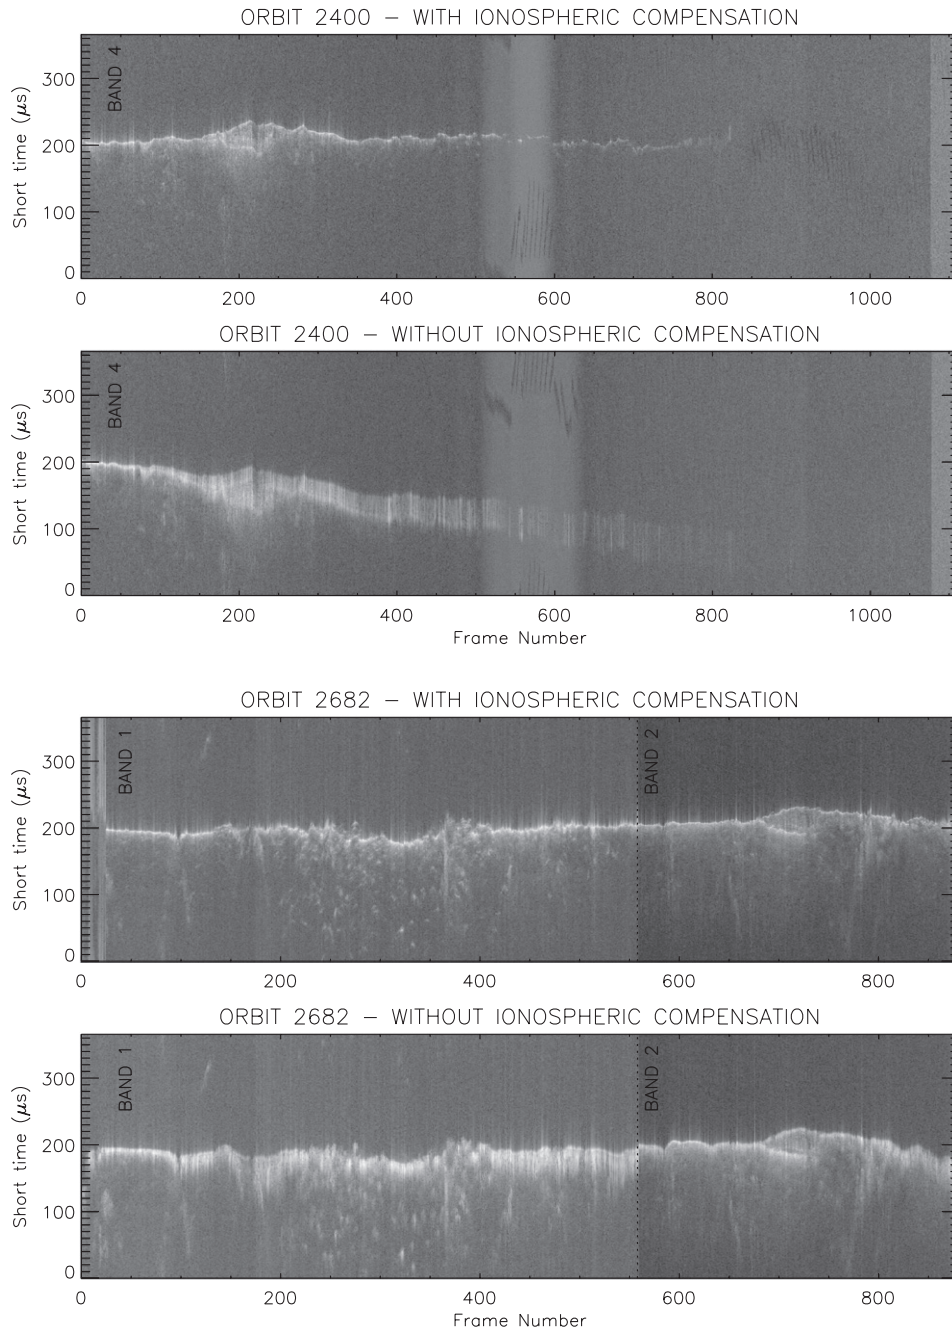 ORBIT 2400 – WITH IONOSPHERIC COMPENSATION
BAND 4
Short time (μs)
300
200
100
0
0 200 400 600 800 1000
ORBIT 2400 – WITHOUT IONOSPHERIC COMPENSATION
BAND 4
Short time (μs)
300
200
100
0
0 200 400 600 800 1000
Frame Number
ORBIT 2682 – WITH IONOSPHERIC COMPENSATION
BAND 1 BAND 2
Short time (μs)
300
200
100
0
0 200 400 600 800
ORBIT 2682 – WITHOUT IONOSPHERIC COMPENSATION
BAND 1 BAND 2
Short time (μs)
300
200
100
0
0 200 400 600 800
Frame Number